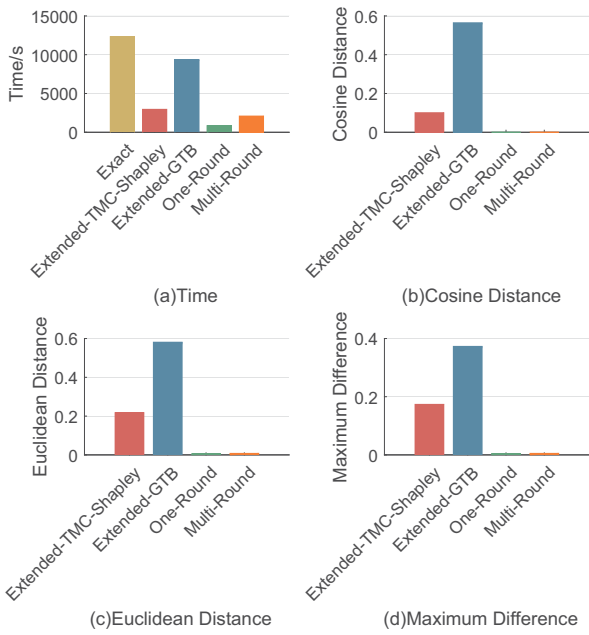 Time/s
15000
10000
5000
0
Exact
Extended-TMC-Shapley
Extended-GTB
One-Round
Multi-Round
(a)Time
Cosine Distance
0.6
0.4
0.2
0
Extended-TMC-Shapley
Extended-GTB
One-Round
Multi-Round
(b)Cosine Distance
Euclidean Distance
0.6
0.4
0.2
0
Extended-TMC-Shapley
Extended-GTB
One-Round
Multi-Round
(c)Euclidean Distance
Maximum Difference
0.4
0.2
0
Extended-TMC-Shapley
Extended-GTB
One-Round
Multi-Round
(d)Maximum Difference